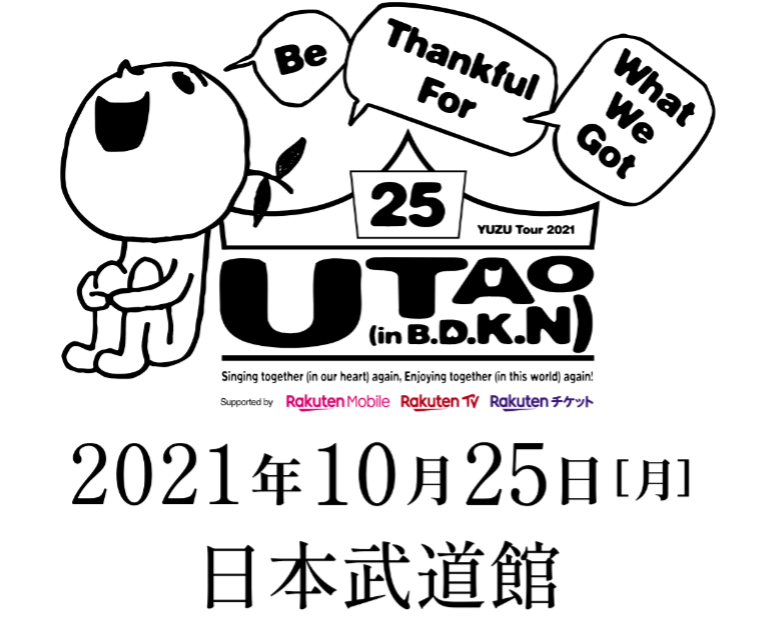 Be
Thankful
For
What
We
Got
25
YUZU Tour 2021
UTAO
(in B.D.K.N)
Singing together (in our heart) again, Enjoying together (in this world) again!
Supported by Rakuten Mobile Rakuten TV Rakuten チケット
2021年10月25日[月]
日本武道館